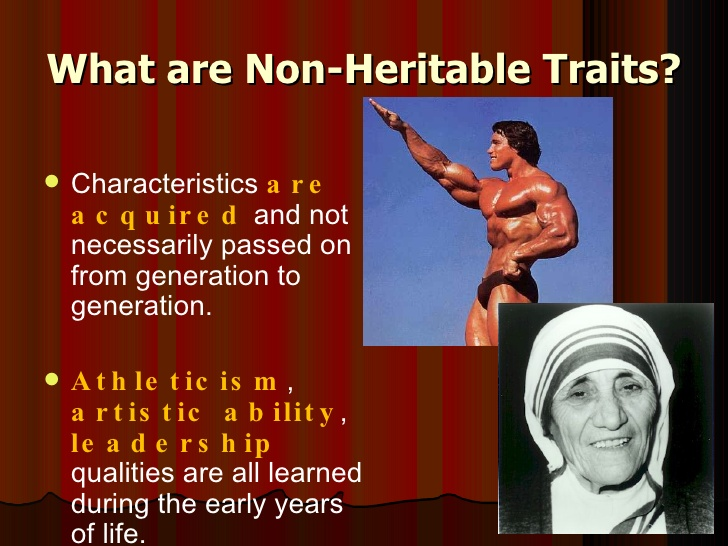 What are Non-Heritable Traits?
Characteristics are
acquired and not
necessarily passed on
from generation to
generation.
Athleticism,
artistic ability,
leadership
qualities are all learned
during the early years
of life.